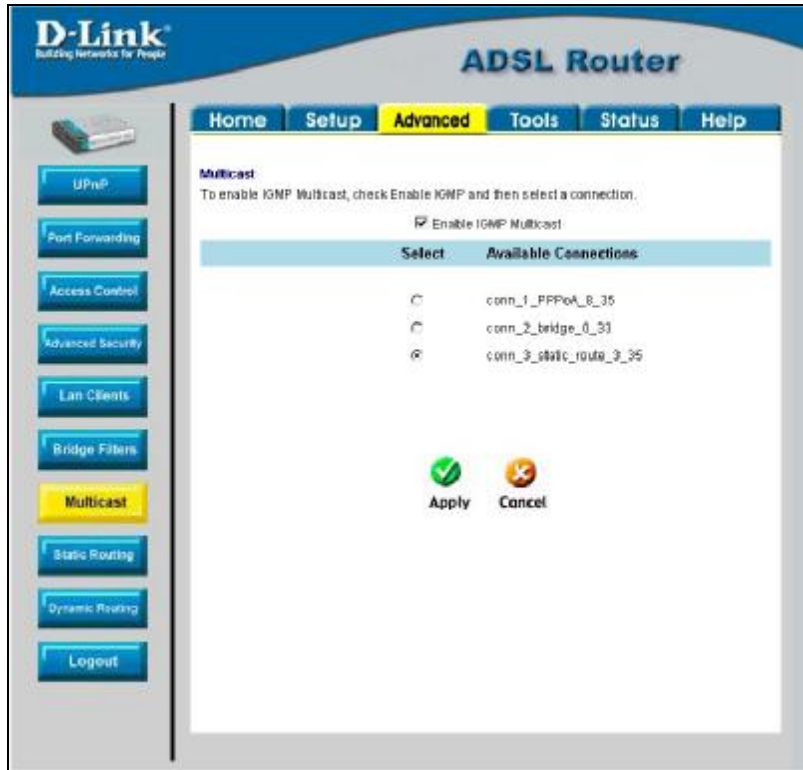 D-Link
Building Networks for People
ADSL Router
Home Setup Advanced Tools Status Help
UPnP
Port Forwarding
Access Control
Advanced Security
Lan Clients
Bridge Filters
Multicast
Static Routing
Dynamic Routing
Logout
Multicast
To enable IGMP Multicast, check Enable IGMP and then select a connection.
Enable IGMP Multicast
Select Available Connections
conn_1_PPPoA_8_35
conn_2_bridge_0_33
conn_3_static_route_3_35
Apply Cancel